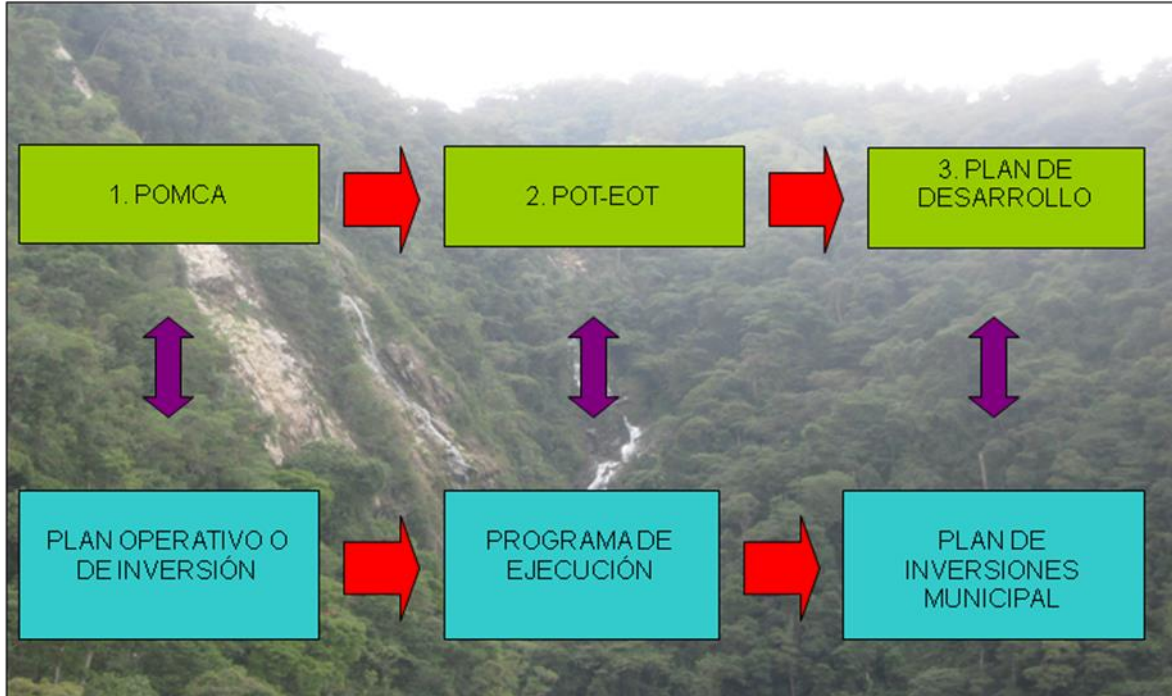 1. POMCA
2. POT-EOT
3. PLAN DE
DESARROLLO
PLAN OPERATIVO O
DE INVERSIÓN
PROGRAMA DE
EJECUCIÓN
PLAN DE
INVERSIONES
MUNICIPAL